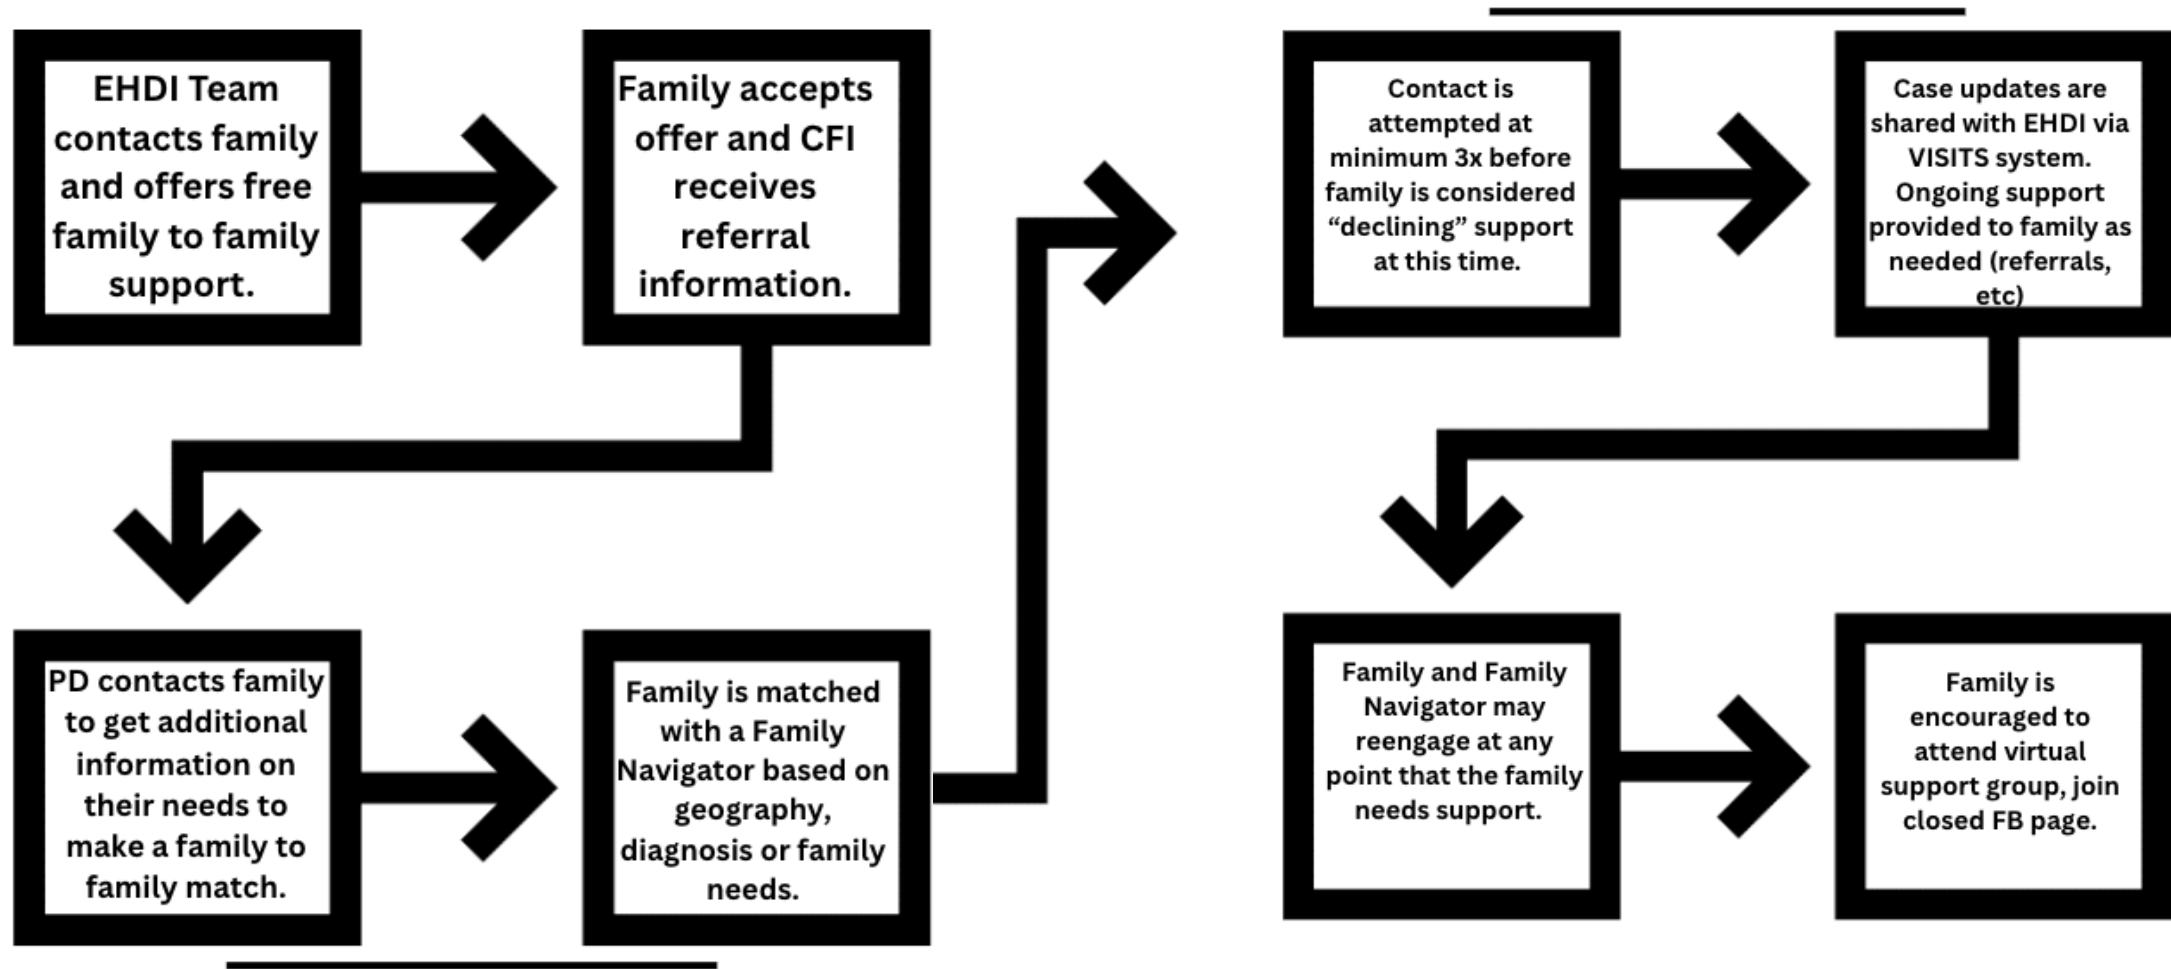 EHDI Team
contacts family
and offers free
family to family
support.
Family accepts
offer and CFI
receives
referral
information.
PD contacts family
to get additional
information on
their needs to
make a family to
family match.
Family is matched
with a Family
Navigator based on
geography,
diagnosis or family
needs.
Contact is
attempted at
minimum 3x before
family is considered
“declining” support
at this time.
Case updates are
shared with EHDI via
VISITS system.
Ongoing support
provided to family as
needed (referrals,
etc)
Family and Family
Navigator may
reengage at any
point that the family
needs support.
Family is
encouraged to
attend virtual
support group, join
closed FB page.